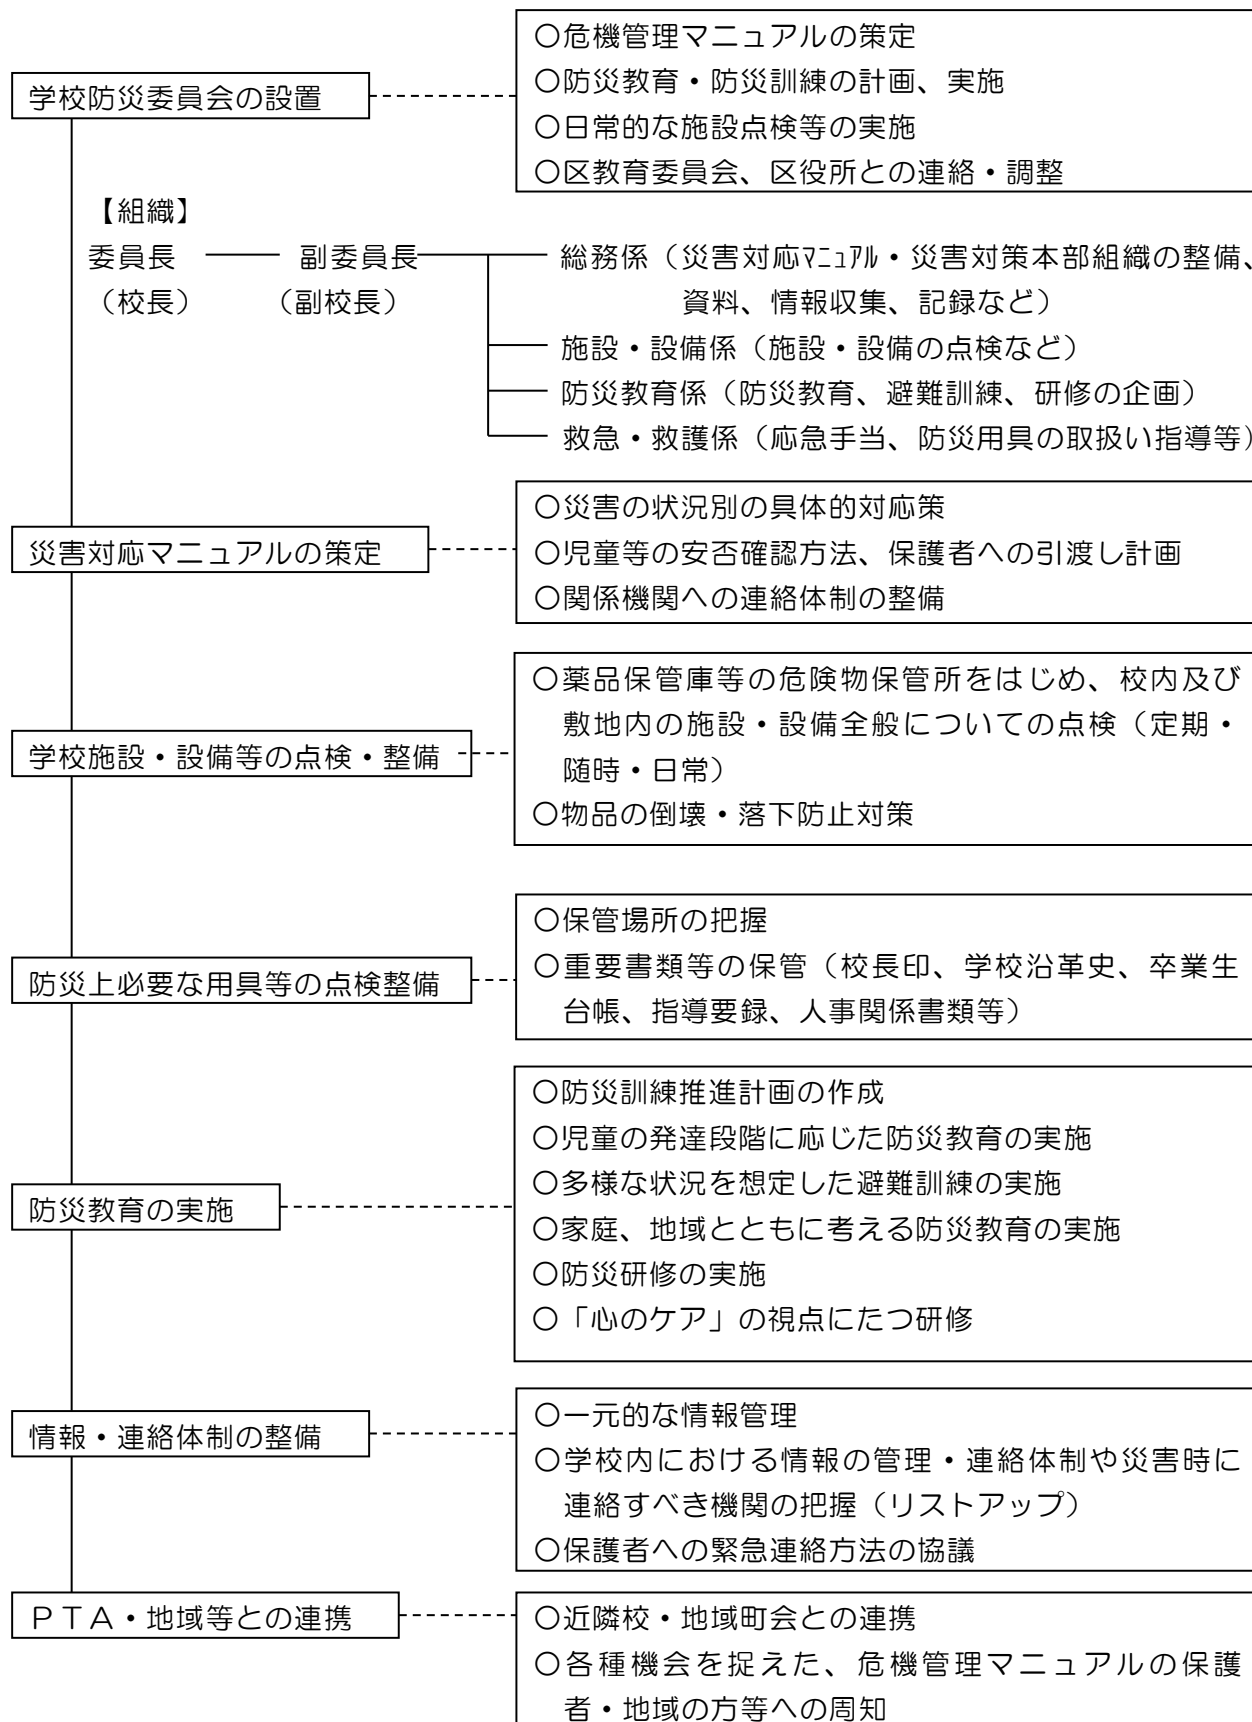 学校防災委員会の設置
〇危機管理マニュアルの策定
〇防災教育・防災訓練の計画、実施
〇日常的な施設点検等の実施
〇区教育委員会、区役所との連絡・調整
【組織】
委員長 副委員長 総務係（災害対応ﾏﾆｭｱﾙ・災害対策本部組織の整備、
（校長） （副校長） 資料、情報収集、記録など）
施設・設備係（施設・設備の点検など）
防災教育係（防災教育、避難訓練、研修の企画）
救急・救護係（応急手当、防災用具の取扱い指導等）
災害対応マニュアルの策定
〇災害の状況別の具体的対応策
〇児童等の安否確認方法、保護者への引渡し計画
〇関係機関への連絡体制の整備
学校施設・設備等の点検・整備
〇薬品保管庫等の危険物保管所をはじめ、校内及び
敷地内の施設・設備全般についての点検（定期・
随時・日常）
〇物品の倒壊・落下防止対策
防災上必要な用具等の点検整備
〇保管場所の把握
〇重要書類等の保管（校長印、学校沿革史、卒業生
台帳、指導要録、人事関係書類等）
防災教育の実施
〇防災訓練推進計画の作成
〇児童の発達段階に応じた防災教育の実施
〇多様な状況を想定した避難訓練の実施
〇家庭、地域とともに考える防災教育の実施
〇防災研修の実施
〇「心のケア」の視点にたつ研修
情報・連絡体制の整備
〇一元的な情報管理
〇学校内における情報の管理・連絡体制や災害時に
連絡すべき機関の把握（リストアップ）
〇保護者への緊急連絡方法の協議
ＰＴＡ・地域等との連携
〇近隣校・地域町会との連携
〇各種機会を捉えた、危機管理マニュアルの保護
者・地域の方等への周知